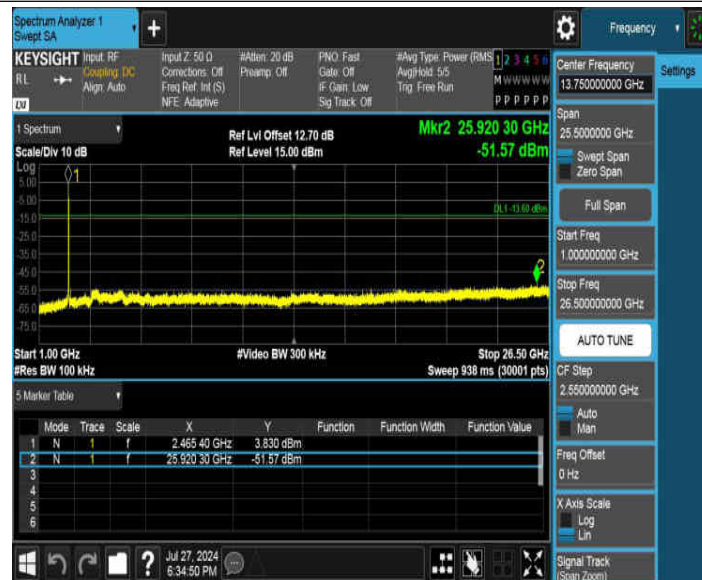 Spectrum Analyzer 1
Swept SA
+
Frequency
KEYSIGHT
RL
Input: RF
Coupling: DC
Align: Auto
Input Z: 50 Ω
Corrections: Off
Freq Ref: Int (S)
NFE: Adaptive
#Atten: 20 dB
Preamp: Off
PNO: Fast
Gate: Off
IF Gain: Low
Sig Track: Off
#Avg Type: Power (RMS
Avg|Hold: 5/5
Trig: Free Run
1 2 3 4 5 6
M W W W W W
P P P P P P
Center Frequency
13.750000000 GHz
Settings
Span
25.5000000 GHz
Swept Span
Zero Span
Full Span
Start Freq
1.000000000 GHz
Stop Freq
26.500000000 GHz
AUTO TUNE
CF Step
2.550000000 GHz
Auto
Man
Freq Offset
0 Hz
X Axis Scale
Log
Lin
Signal Track
(Span Zoom)
1 Spectrum
Scale/Div 10 dB
Ref Lvl Offset 12.70 dB
Ref Level 15.00 dBm
Mkr2 25.920 30 GHz
-51.57 dBm
Log
5.00
-5.00
-15.0
-25.0
-35.0
-45.0
-55.0
-65.0
-75.0
1
DL1 -13.60 dBm
2
Start 1.00 GHz
#Res BW 100 kHz
#Video BW 300 kHz
Stop 26.50 GHz
Sweep 938 ms (30001 pts)
5 Marker Table
Mode Trace Scale X Y Function Function Width Function Value
1 N 1 f 2.465 40 GHz 3.830 dBm
2 N 1 f 25.920 30 GHz -51.57 dBm
3
4
5
6
?
Jul 27, 2024
6:34:50 PM